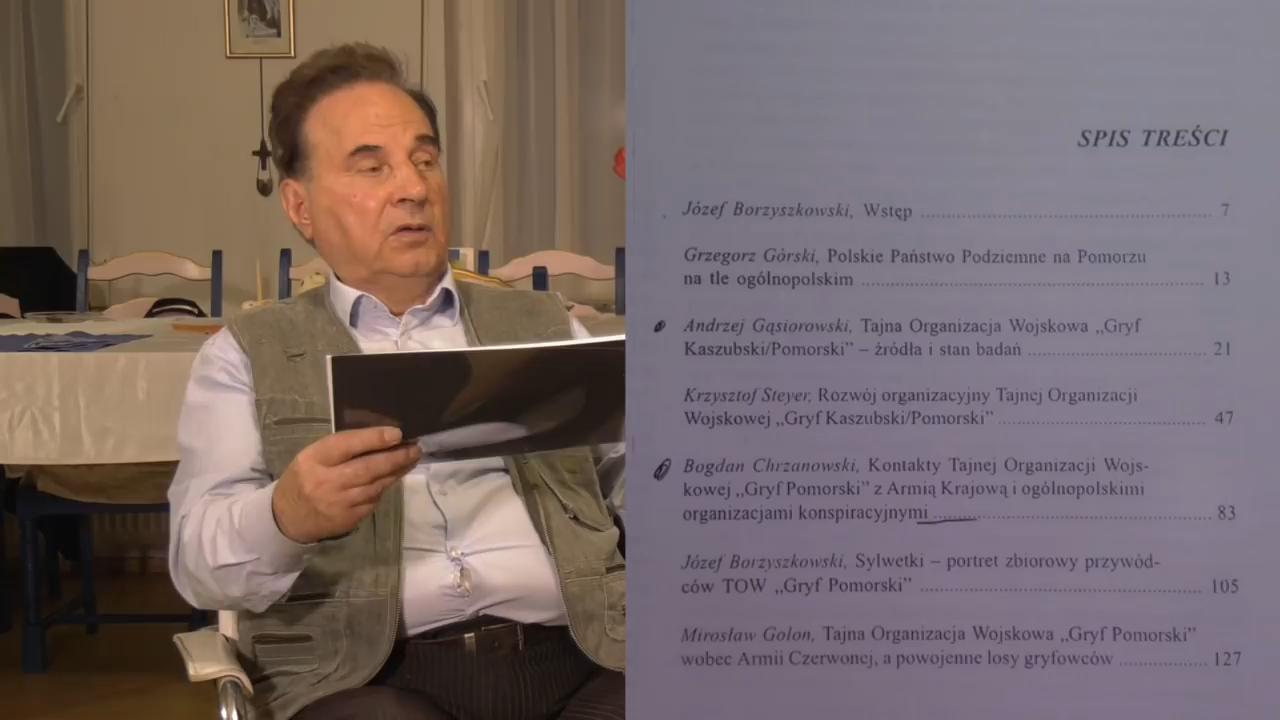 SPIS TREŚCI
Józef Borzyszkowski, Wstęp ........ 7
Grzegorz Górski, Polskie Państwo Podziemne na Pomorzu
na tle ogólnopolskim ........ 13
Andrzej Gąsiorowski, Tajna Organizacja Wojskowa „Gryf
Kaszubski/Pomorski” – źródła i stan badań ........ 21
Krzysztof Steyer, Rozwój organizacyjny Tajnej Organizacji
Wojskowej „Gryf Kaszubski/Pomorski” ........ 47
Bogdan Chrzanowski, Kontakty Tajnej Organizacji Wojs-
kowej „Gryf Pomorski” z Armią Krajową i ogólnopolskimi
organizacjami konspiracyjnymi ........ 83
Józef Borzyszkowski, Sylwetki – portret zbiorowy przywód-
ców TOW „Gryf Pomorski” ........ 105
Mirosław Golon, Tajna Organizacja Wojskowa „Gryf Pomorski”
wobec Armii Czerwonej, a powojenne losy gryfowców ........ 127